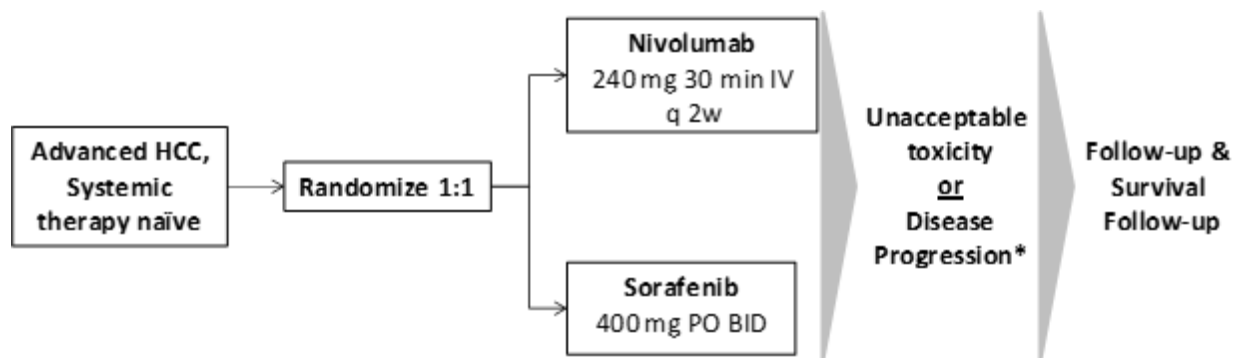 Advanced HCC,
Systemic
therapy naïve
Randomize 1:1
Nivolumab
240 mg 30 min IV
q 2w
Sorafenib
400 mg PO BID
Unacceptable
toxicity
or
Disease
Progression*
Follow-up &
Survival
Follow-up